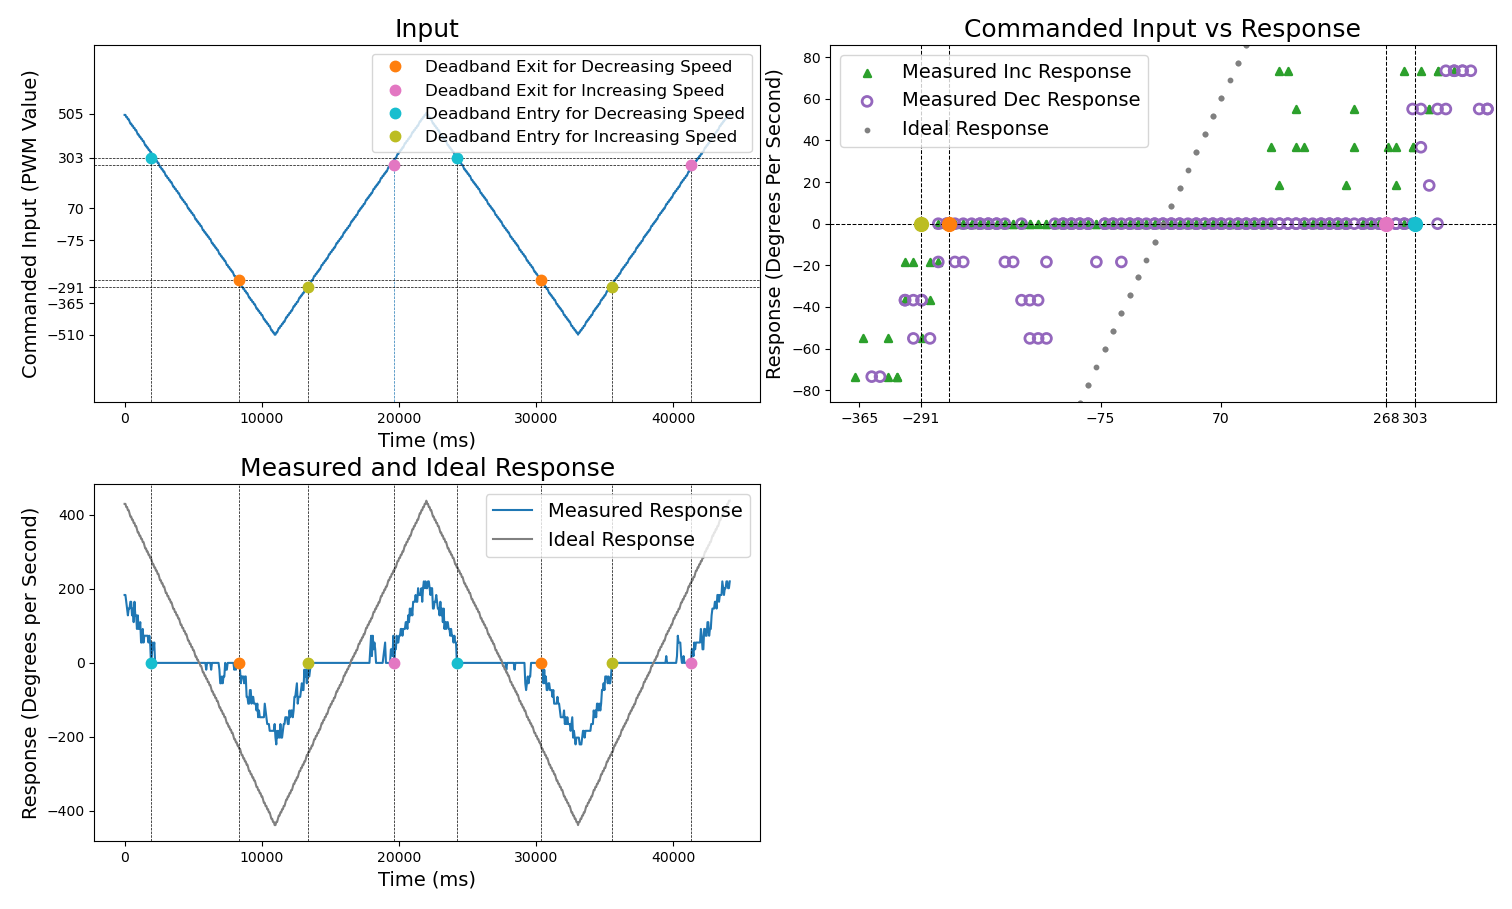 Input
Commanded Input (PWM Value)
505
303
70
−75
−291
−365
−510
Deadband Exit for Decreasing Speed
Deadband Exit for Increasing Speed
Deadband Entry for Decreasing Speed
Deadband Entry for Increasing Speed
0
10000
20000
30000
40000
Time (ms)
Commanded Input vs Response
Response (Degrees Per Second)
80
60
40
20
0
−20
−40
−60
−80
Measured Inc Response
Measured Dec Response
Ideal Response
−365
−291
−75
70
268
303
Measured and Ideal Response
Response (Degrees per Second)
400
200
0
−200
−400
Measured Response
Ideal Response
0
10000
20000
30000
40000
Time (ms)